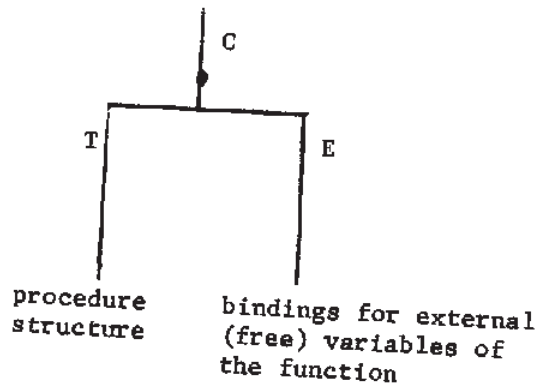 C
T
E
procedure
structure
bindings for external
(free) variables of
the function